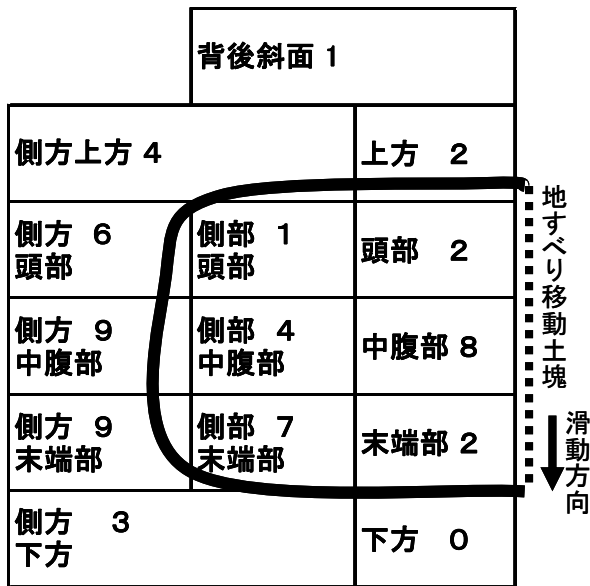 背後斜面 1
側方上方 4
上方 2
側方 6
頭部
側部 1
頭部
頭部 2
側方 9
中腹部
側部 4
中腹部
中腹部 8
側方 9
末端部
側部 7
末端部
末端部 2
側方 3
下方
下方 0
地すべり移動土塊
滑動方向